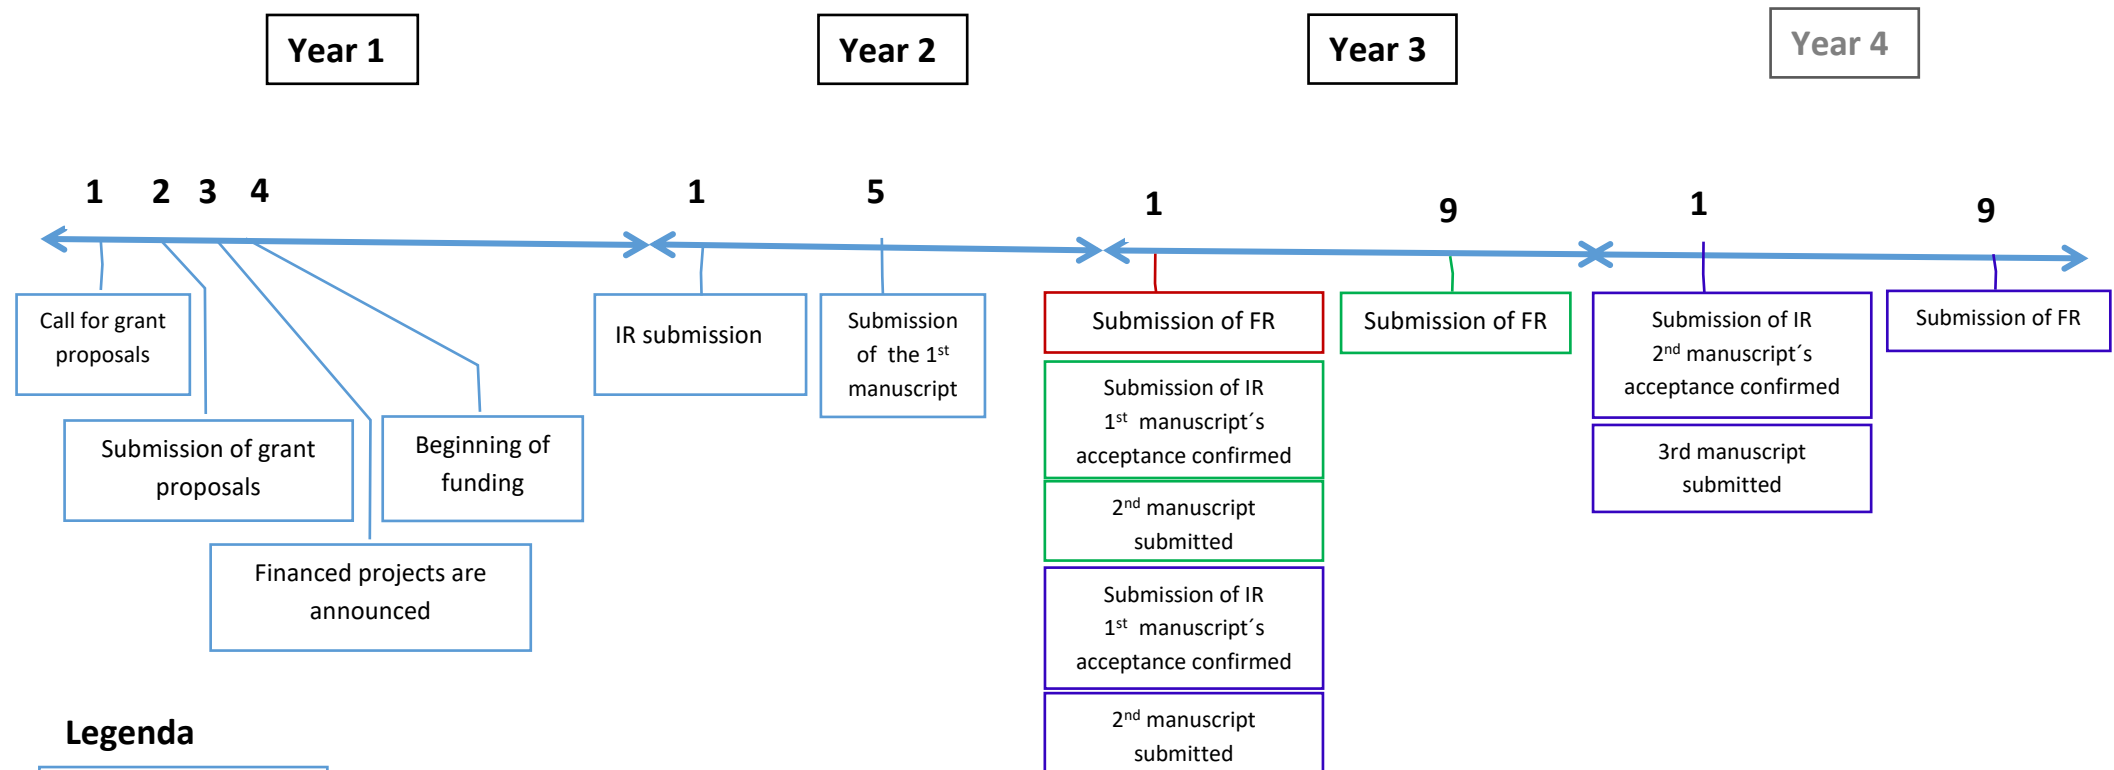 Year 1
Year 2
Year 3
Year 4
1
2
3
4
1
5
1
9
1
9
Call for grant
proposals
Submission of grant
proposals
Financed projects are
announced
Beginning of
funding
IR submission
Submission
of the 1st
manuscript
Submission of FR
Submission of IR
1st manuscript´s
acceptance confirmed
2nd manuscript
submitted
Submission of IR
1st manuscript´s
acceptance confirmed
2nd manuscript
submitted
Submission of FR
Submission of IR
2nd manuscript´s
acceptance confirmed
3rd manuscript
submitted
Submission of FR
Legenda